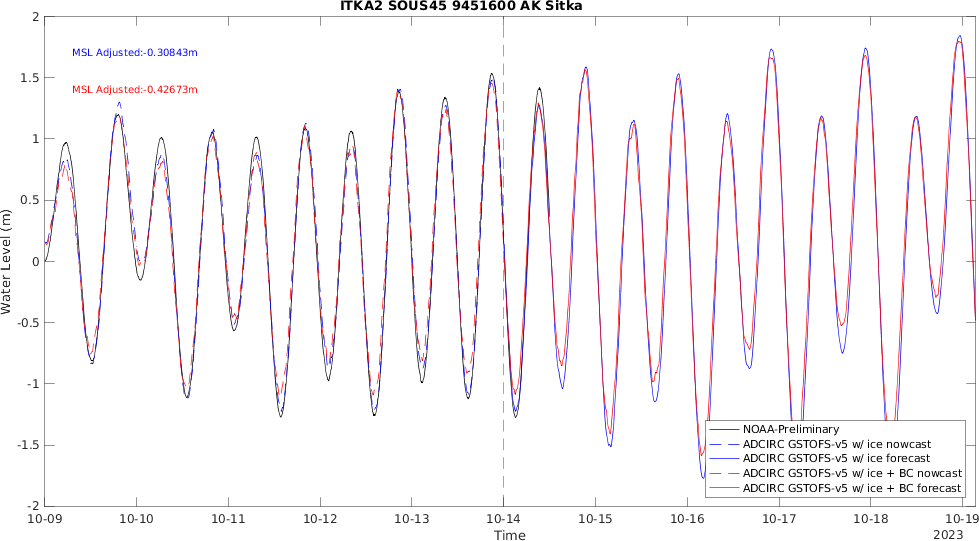 ITKA2 SOUS45 9451600 AK Sitka
MSL Adjusted:-0.30843m
MSL Adjusted:-0.42673m
Water Level (m)
2
1.5
1
0.5
0
-0.5
-1
-1.5
-2
NOAA-Preliminary
ADCIRC GSTOFS-v5 w/ ice nowcast
ADCIRC GSTOFS-v5 w/ ice forecast
ADCIRC GSTOFS-v5 w/ ice + BC nowcast
ADCIRC GSTOFS-v5 w/ ice + BC forecast
10-09 10-10 10-11 10-12 10-13 10-14 10-15 10-16 10-17 10-18 10-19
Time
2023